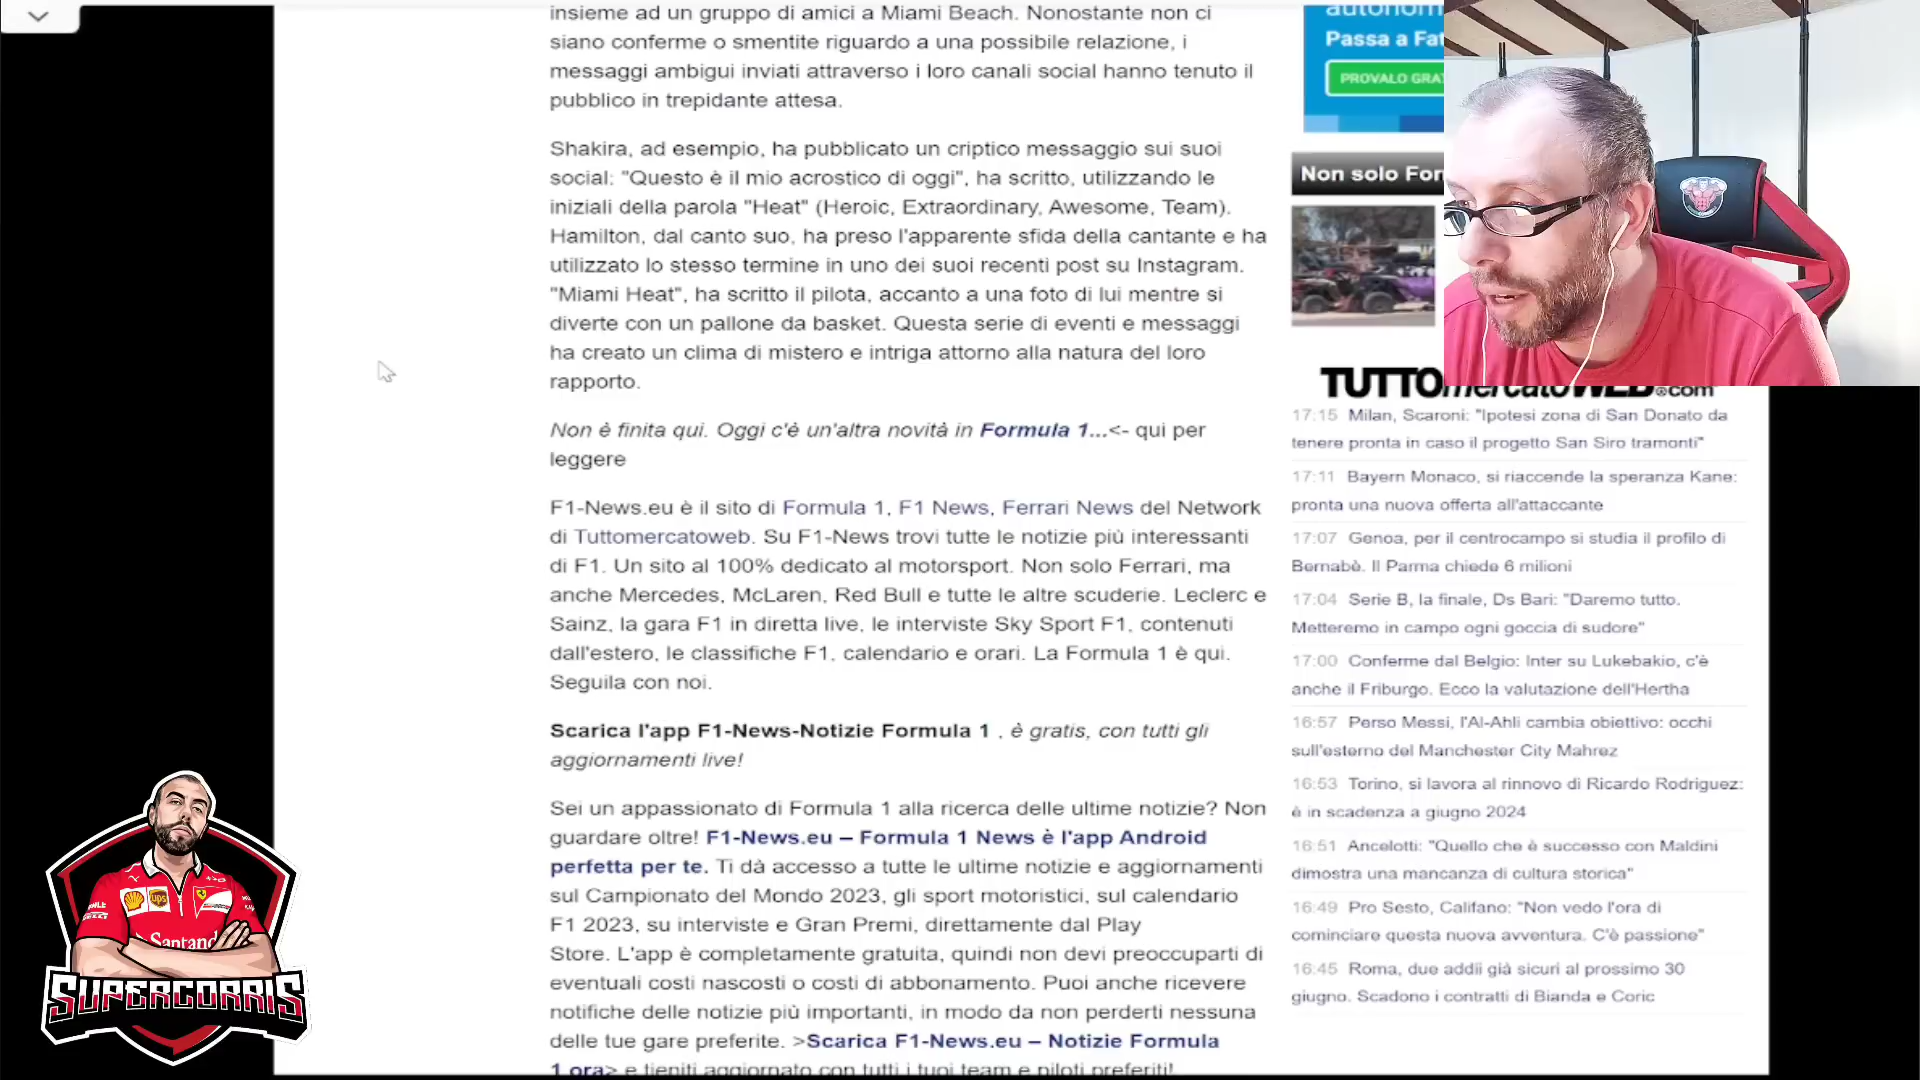 insieme ad un gruppo di amici a Miami Beach. Nonostante non ci
siano conferme o smentite riguardo a una possibile relazione, i
messaggi ambigui inviati attraverso i loro canali social hanno tenuto il
pubblico in trepidante attesa.
Shakira, ad esempio, ha pubblicato un criptico messaggio sui suoi
social: "Questo è il mio acrostico di oggi", ha scritto, utilizzando le
iniziali della parola "Heat" (Heroic, Extraordinary, Awesome, Team).
Hamilton, dal canto suo, ha preso l'apparente sfida della cantante e ha
utilizzato lo stesso termine in uno dei suoi recenti post su Instagram.
"Miami Heat", ha scritto il pilota, accanto a una foto di lui mentre si
diverte con un pallone da basket. Questa serie di eventi e messaggi
ha creato un clima di mistero e intriga attorno alla natura del loro
rapporto.
Non è finita qui. Oggi c'è un'altra novità in Formula 1...<- qui per
leggere
F1-News.eu è il sito di Formula 1, F1 News, Ferrari News del Network
di Tuttomercatoweb. Su F1-News trovi tutte le notizie più interessanti
di F1. Un sito al 100% dedicato al motorsport. Non solo Ferrari, ma
anche Mercedes, McLaren, Red Bull e tutte le altre scuderie. Leclerc e
Sainz, la gara F1 in diretta live, le interviste Sky Sport F1, contenuti
dall'estero, le classifiche F1, calendario e orari. La Formula 1 è qui.
Seguila con noi.
Scarica l'app F1-News-Notizie Formula 1 , è gratis, con tutti gli
aggiornamenti live!
Sei un appassionato di Formula 1 alla ricerca delle ultime notizie? Non
guardare oltre! F1-News.eu – Formula 1 News è l'app Android
perfetta per te. Ti dà accesso a tutte le ultime notizie e aggiornamenti
sul Campionato del Mondo 2023, gli sport motoristici, sul calendario
F1 2023, su interviste e Gran Premi, direttamente dal Play
Store. L'app è completamente gratuita, quindi non devi preoccuparti di
eventuali costi nascosti o costi di abbonamento. Puoi anche ricevere
notifiche delle notizie più importanti, in modo da non perderti nessuna
delle tue gare preferite. >Scarica F1-News.eu – Notizie Formula
1 ora> e tieniti aggiornato con tutti i tuoi team e piloti preferiti!
Passa a
PROVALO
Non solo
TUTTOmercatoWEB.com
17:15 Milan, Scaroni: "Ipotesi zona di San Donato da
tenere pronta in caso il progetto San Siro tramonti"
17:11 Bayern Monaco, si riaccende la speranza Kane:
pronta una nuova offerta all'attaccante
17:07 Genoa, per il centrocampo si studia il profilo di
Bernabè. Il Parma chiede 6 milioni
17:04 Serie B, la finale, Ds Bari: "Daremo tutto.
Metteremo in campo ogni goccia di sudore"
17:00 Conferme dal Belgio: Inter su Lukebakio, c'è
anche il Friburgo. Ecco la valutazione dell'Hertha
16:57 Perso Messi, l'Al-Ahli cambia obiettivo: occhi
sull'esterno del Manchester City Mahrez
16:53 Torino, si lavora al rinnovo di Ricardo Rodriguez:
è in scadenza a giugno 2024
16:51 Ancelotti: "Quello che è successo con Maldini
dimostra una mancanza di cultura storica"
16:49 Pro Sesto, Califano: "Non vedo l'ora di
cominciare questa nuova avventura. C'è passione"
16:45 Roma, due addii già sicuri al prossimo 30
giugno. Scadono i contratti di Bianda e Coric
ups
Santand
SUPERCORRIS